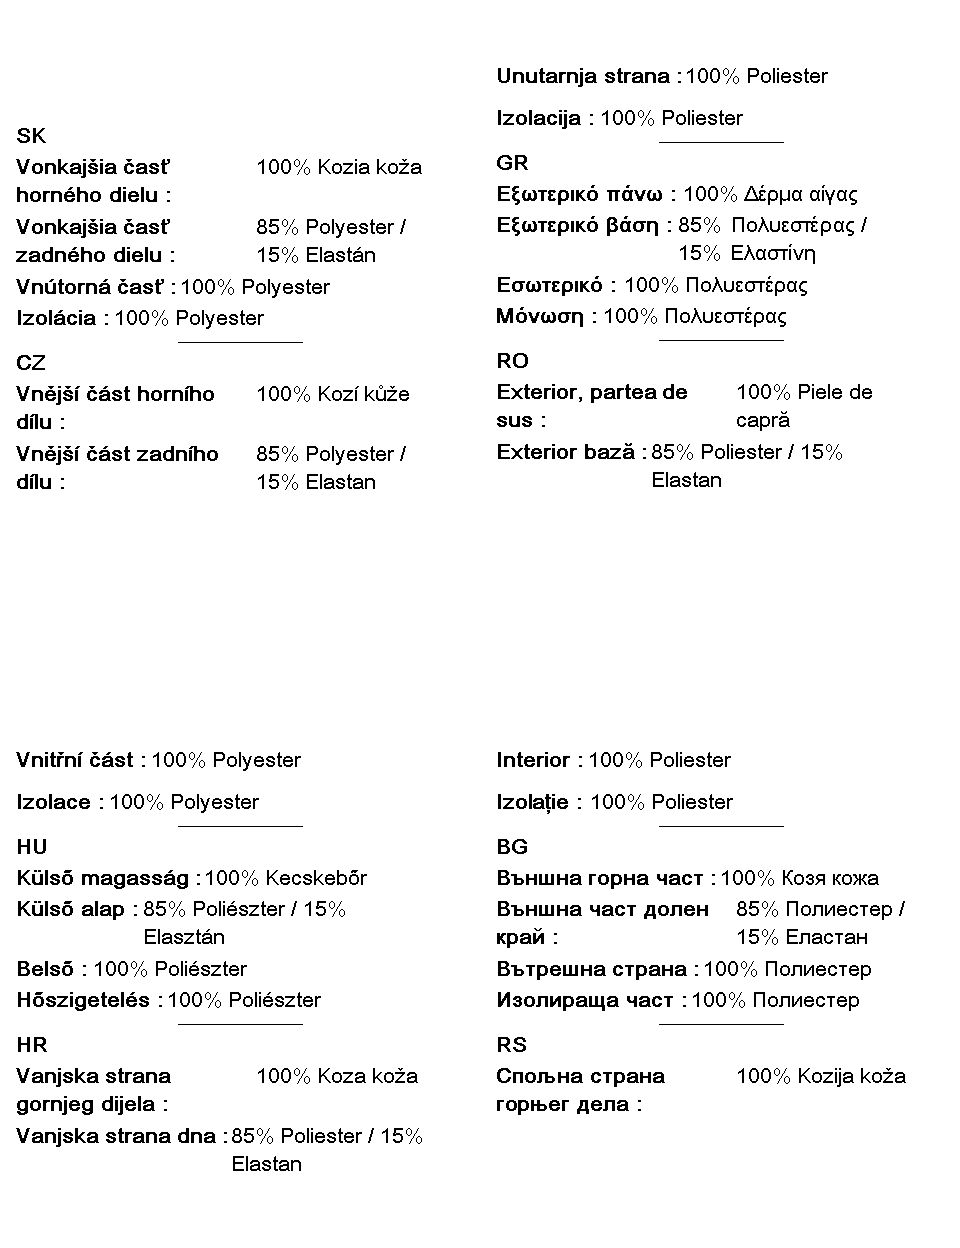 SK
Vonkajšia časť 100% Kozia koža
horného dielu :
Vonkajšia časť 85% Polyester /
zadného dielu : 15% Elastán
Vnútorná časť : 100% Polyester
Izolácia : 100% Polyester
CZ
Vnější část horního 100% Kozí kůže
dílu :
Vnější část zadního 85% Polyester /
dílu : 15% Elastan
Vnitřní část : 100% Polyester
Izolace : 100% Polyester
HU
Külső magasság : 100% Kecskebőr
Külső alap : 85% Poliészter / 15%
Elasztán
Belső : 100% Poliészter
Hőszigetelés : 100% Poliészter
HR
Vanjska strana 100% Koza koža
gornjeg dijela :
Vanjska strana dna : 85% Poliester / 15%
Elastan
Unutarnja strana : 100% Poliester
Izolacija : 100% Poliester
GR
Εξωτερικό πάνω : 100% Δέρμα αίγας
Εξωτερικό βάση : 85% Πολυεστέρας /
15% Ελαστίνη
Εσωτερικό : 100% Πολυεστέρας
Μόνωση : 100% Πολυεστέρας
RO
Exterior, partea de 100% Piele de
sus : capră
Exterior bază : 85% Poliester / 15%
Elastan
Interior : 100% Poliester
Izolație : 100% Poliester
BG
Външна горна част : 100% Козя кожа
Външна част долен 85% Полиестер /
край : 15% Еластан
Вътрешна страна : 100% Полиестер
Изолираща част : 100% Полиестер
RS
Спољна страна 100% Kozija koža
горњег дела :